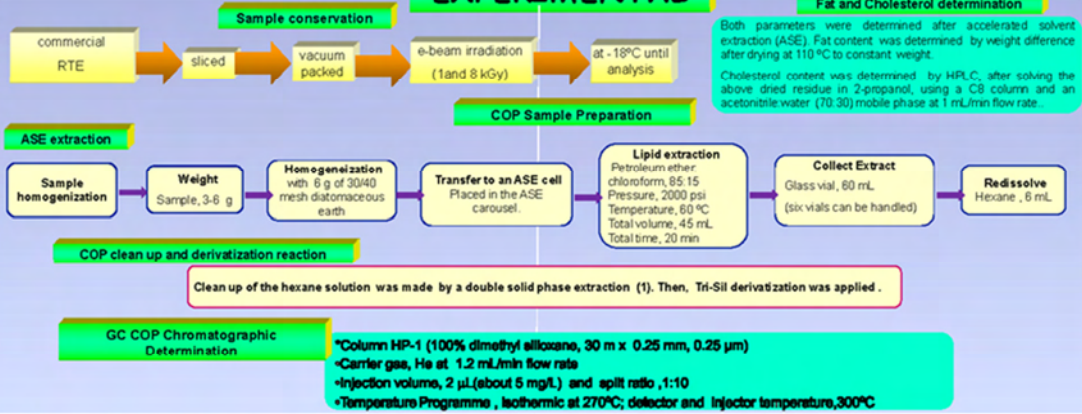 EXPERIMENTAL
Sample conservation
commercial
RTE
sliced
vacuum
packed
e-beam irradiation
(1and 8 kGy)
at -18ºC until
analysis
Fat and Cholesterol determination
Both parameters were determined after accelerated solvent
extraction (ASE). Fat content was determined by weight difference
after drying at 110 ºC to constant weight.
Cholesterol content was determined by HPLC, after solving the
above dried residue in 2-propanol, using a C8 column and an
acetonitrile:water (70:30) mobile phase at 1 mL/min flow rate..
COP Sample Preparation
ASE extraction
Sample
homogenization
Weight
Sample, 3-6 g
Homogeneization
with 6 g of 30/40
mesh diatomaceous
earth
Transfer to an ASE cell
Placed in the ASE
carousel.
Lipid extraction
Petroleum ether:
chloroform, 85:15
Pressure, 2000 psi
Temperature, 60 ºC
Total volume, 45 mL
Total time, 20 min
Collect Extract
Glass vial, 60 mL
(six vials can be handled)
Redissolve
Hexane , 6 mL
COP clean up and derivatization reaction
Clean up of the hexane solution was made by a double solid phase extraction (1). Then, Tri-Sil derivatization was applied .
GC COP Chromatographic
Determination
•Column HP-1 (100% dimethyl siloxane, 30 m x 0.25 mm, 0.25 µm)
•Carrier gas, He at 1.2 mL/min flow rate
•Injection volume, 2 µL(about 5 mg/L) and split ratio ,1:10
•Temperature Programme , Isothermic at 270ºC; detector and injector temperature,300ºC